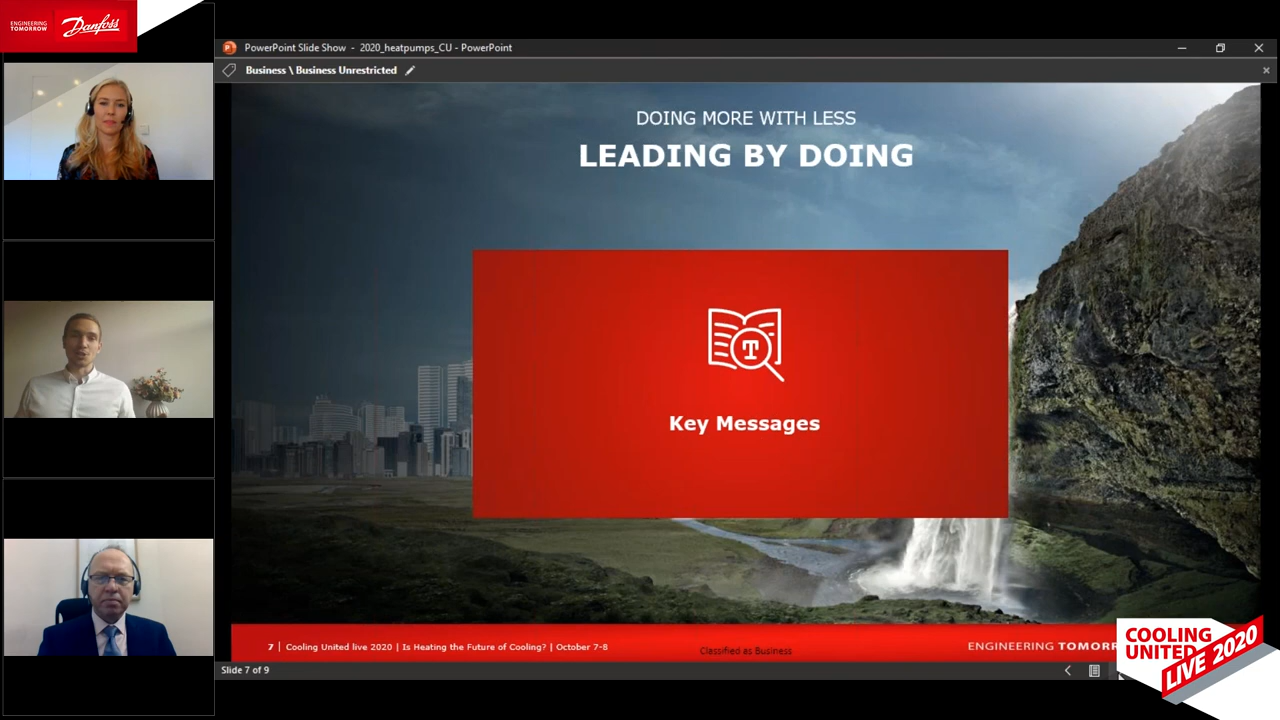 ENGINEERING
TOMORROW
Danfoss
PowerPoint Slide Show - 2020_heatpumps_CU - PowerPoint
Business \ Business Unrestricted
DOING MORE WITH LESS
LEADING BY DOING
T
Key Messages
7 | Cooling United live 2020 | Is Heating the Future of Cooling? | October 7-8
Classified as Business
ENGINEERING TOMORR
COOLING
UNITED
LIVE 2020
Slide 7 of 9